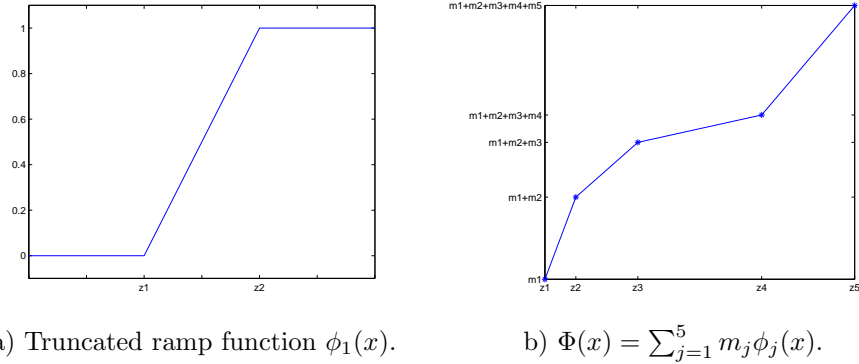 1
0.8
0.6
0.4
0.2
0
z1
z2
m1+m2+m3+m4+m5
m1+m2+m3+m4
m1+m2+m3
m1+m2
m1
z1
z2
z3
z4
z5
) Truncated ramp function ϕ₁(x).
b) Φ(x) = ∑⁵ⱼ₌₁ mⱼϕⱼ(x).